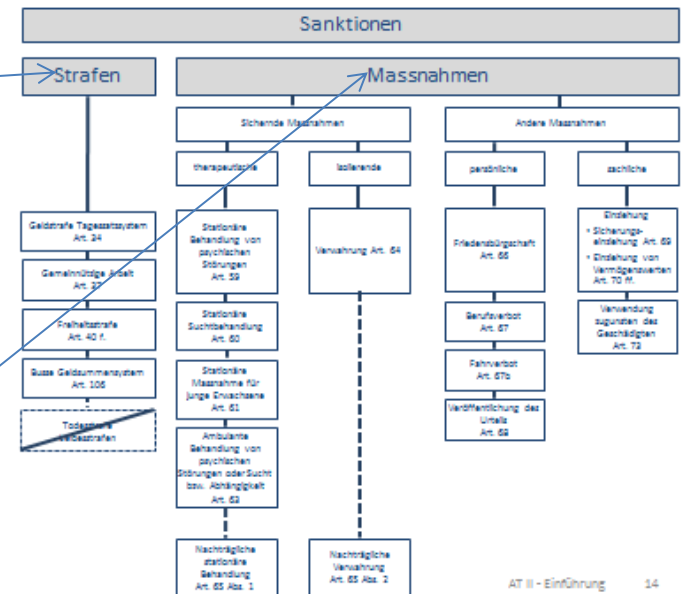 Sanktionen
Strafen
Massnahmen
Sichernde Massnahmen
Andere Massnahmen
therapeutische
isolierende
persönliche
sachliche
Geldstrafe Tagessatzsystem
Art. 34
Gemeinnützige Arbeit
Art. 37
Freiheitsstrafe
Art. 40 f.
Busse Geldsummensystem
Art. 106
Todesstrafe
Leibesstrafen
Stationäre
Behandlung von
psychischen
Störungen
Art. 59
Stationäre
Suchtbehandlung
Art. 60
Stationäre
Massnahme für
junge Erwachsene
Art. 61
Ambulante
Behandlung von
psychischen
Störungen oder Sucht
bzw. Abhängigkeit
Art. 63
Nachträgliche
stationäre
Behandlung
Art. 65 Abs. 1
Verwahrung Art. 64
Nachträgliche
Verwahrung
Art. 65 Abs. 2
Friedensbürgschaft
Art. 66
Berufsverbot
Art. 67
Fahrverbot
Art. 67b
Veröffentlichung des
Urteils
Art. 68
Einziehung
• Sicherungs-
einziehung Art. 69
• Einziehung von
Vermögenswerten
Art. 70 ff.
Verwendung
zugunsten des
Geschädigten
Art. 73
AT II - Einführung 14